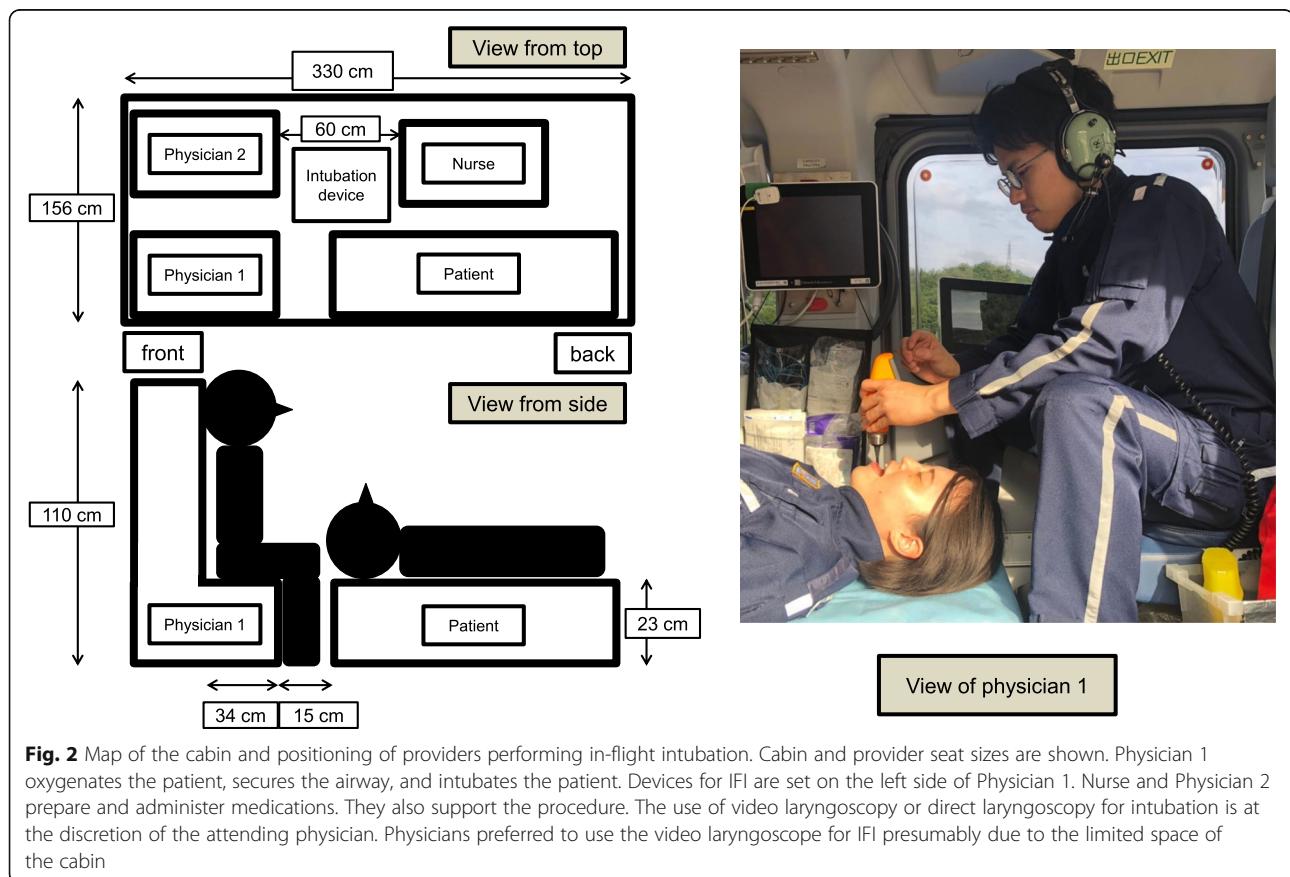 View from top
330 cm
60 cm
Physician 2
Intubation
device
Nurse
156 cm
Physician 1
Patient
front
back
View from side
110 cm
Physician 1
Patient
23 cm
34 cm
15 cm
出口EXIT
View of physician 1
Fig. 2 Map of the cabin and positioning of providers performing in-flight intubation. Cabin and provider seat sizes are shown. Physician 1
oxygenates the patient, secures the airway, and intubates the patient. Devices for IFI are set on the left side of Physician 1. Nurse and Physician 2
prepare and administer medications. They also support the procedure. The use of video laryngoscopy or direct laryngoscopy for intubation is at
the discretion of the attending physician. Physicians preferred to use the video laryngoscope for IFI presumably due to the limited space of
the cabin